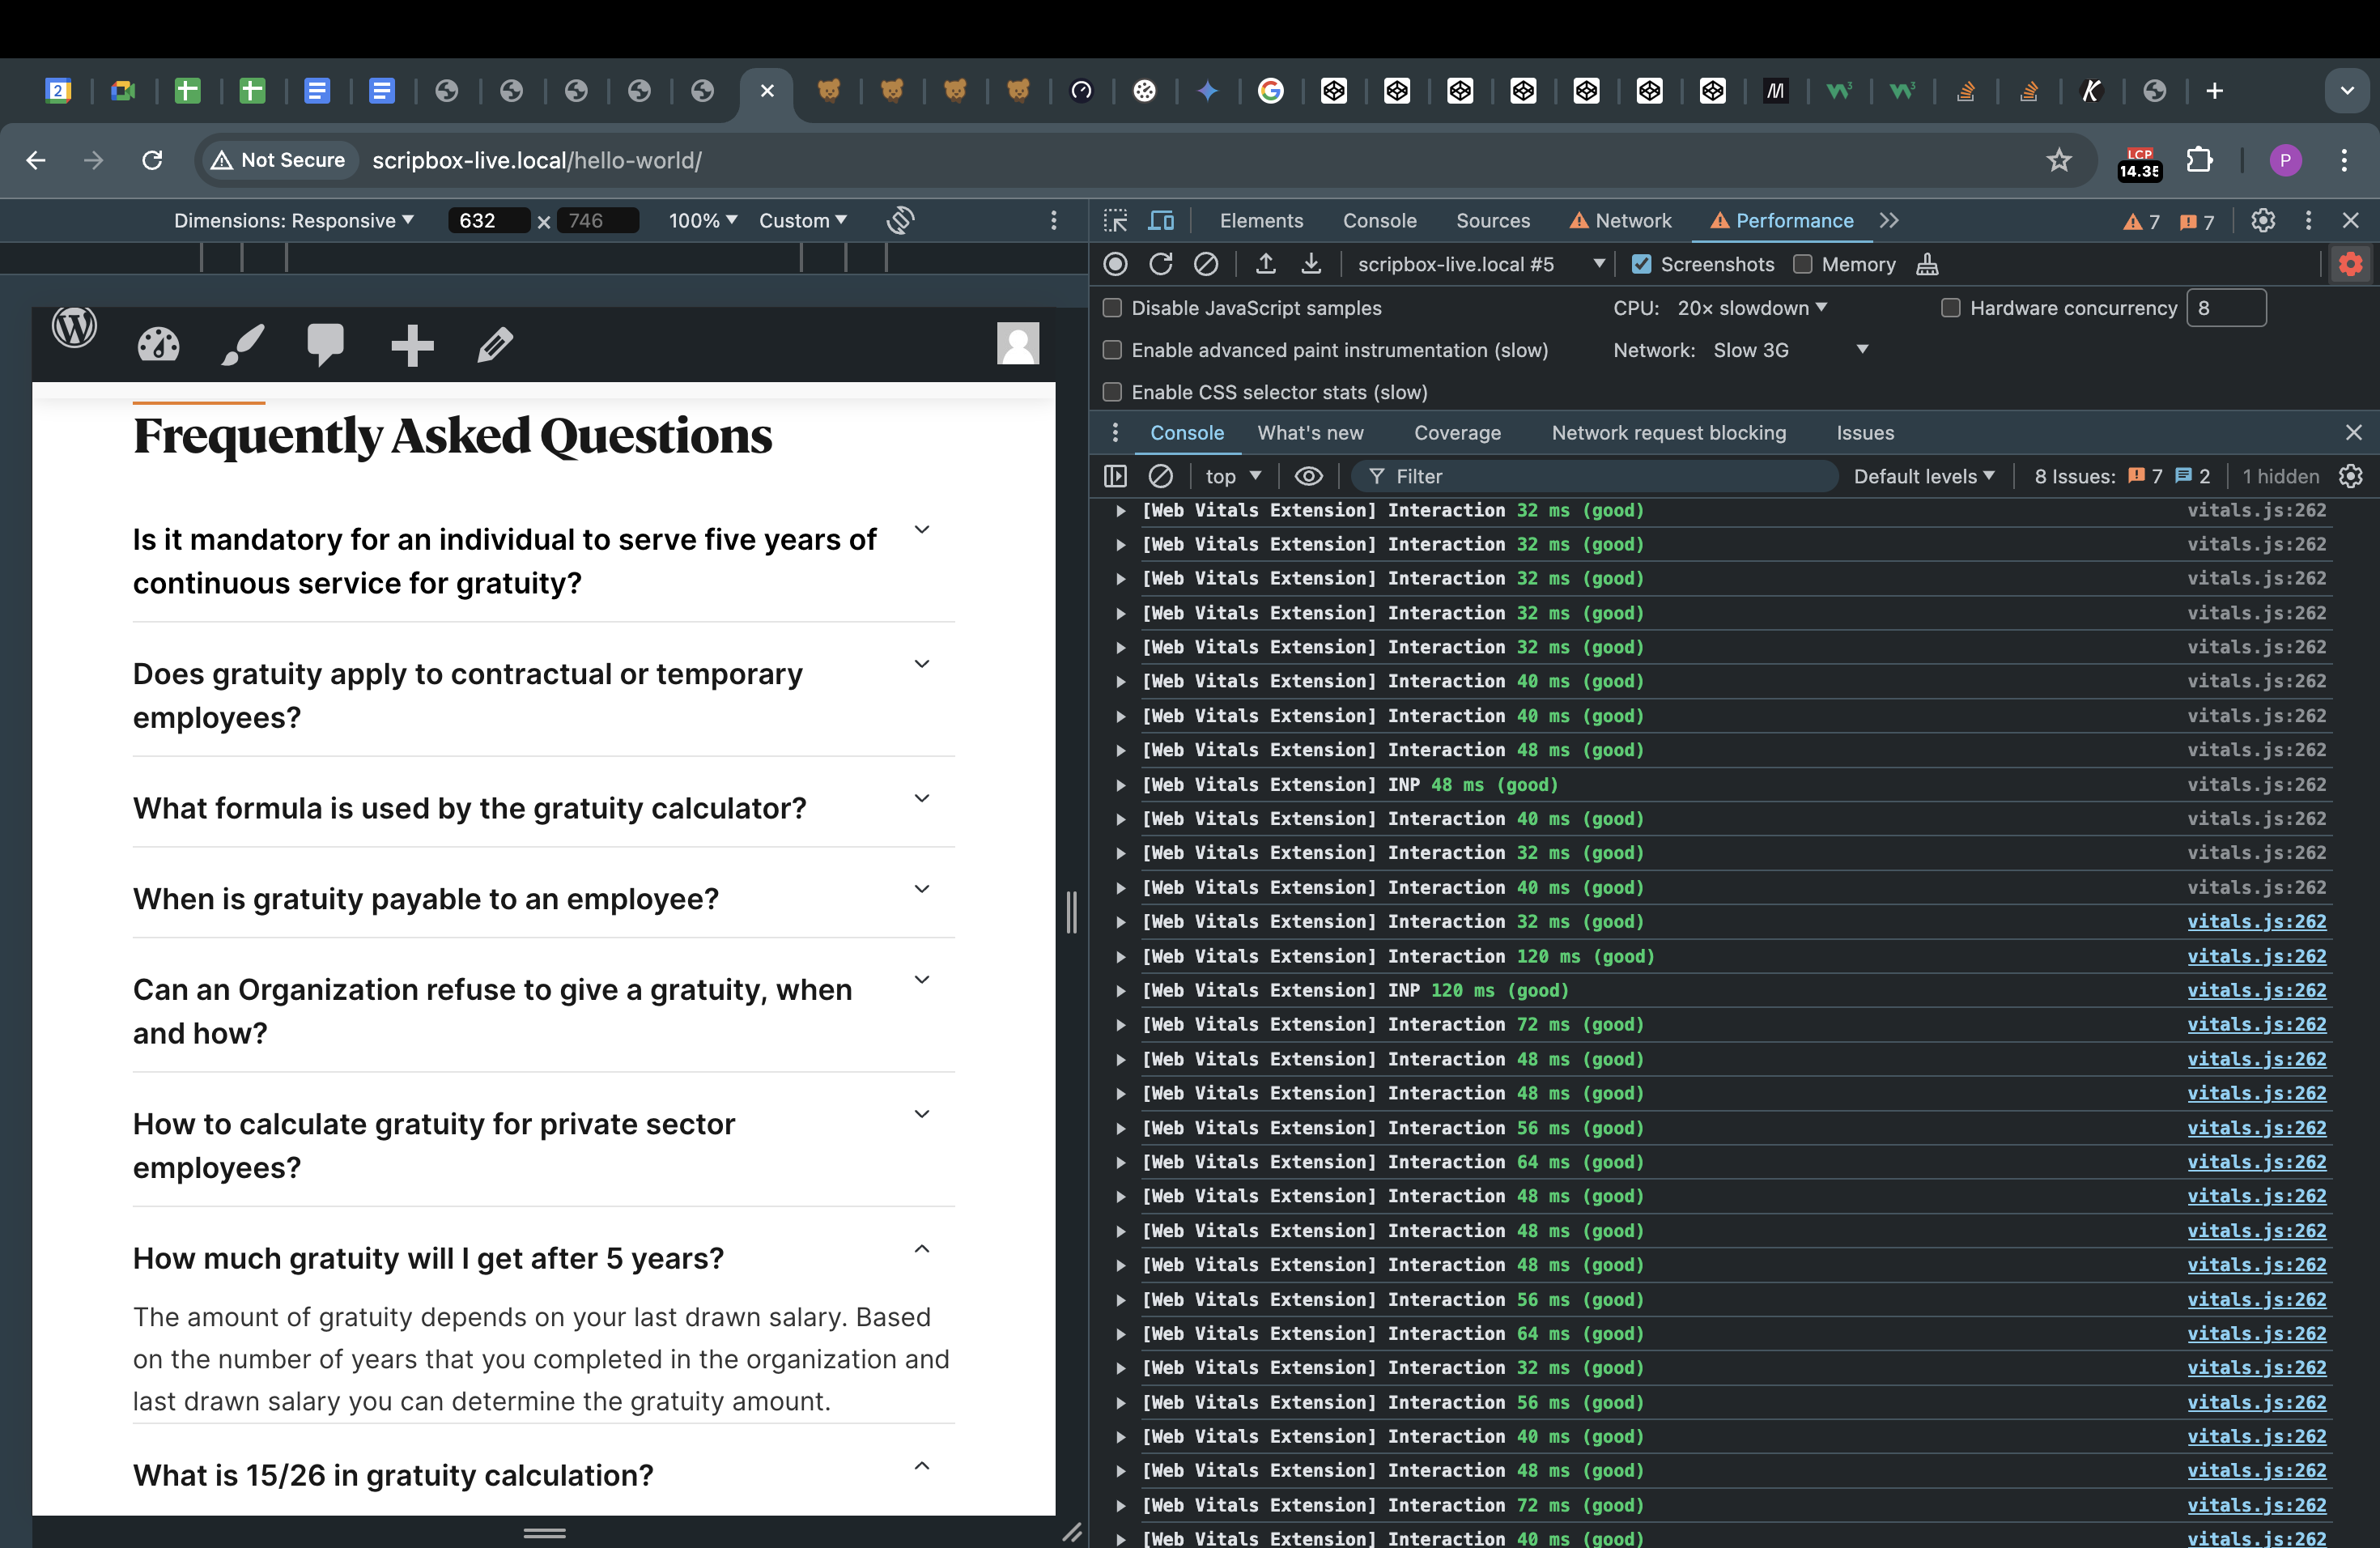 2
Not Secure
scripbox-live.local/hello-world/
LCP
14.35
P
Dimensions: Responsive
632
×
746
100%
Custom
Elements
Console
Sources
Network
Performance
7
7
scripbox-live.local #5
Screenshots
Memory
Disable JavaScript samples
CPU: 20× slowdown
Hardware concurrency
8
Enable advanced paint instrumentation (slow)
Network: Slow 3G
Enable CSS selector stats (slow)
Console
What's new
Coverage
Network request blocking
Issues
top
Filter
Default levels
8 Issues: 7 2
1 hidden
Frequently Asked Questions
Is it mandatory for an individual to serve five years of
continuous service for gratuity?
Does gratuity apply to contractual or temporary
employees?
What formula is used by the gratuity calculator?
When is gratuity payable to an employee?
Can an Organization refuse to give a gratuity, when
and how?
How to calculate gratuity for private sector
employees?
How much gratuity will I get after 5 years?
The amount of gratuity depends on your last drawn salary. Based
on the number of years that you completed in the organization and
last drawn salary you can determine the gratuity amount.
What is 15/26 in gratuity calculation?
[Web Vitals Extension] Interaction 32 ms (good) vitals.js:262
[Web Vitals Extension] Interaction 32 ms (good) vitals.js:262
[Web Vitals Extension] Interaction 32 ms (good) vitals.js:262
[Web Vitals Extension] Interaction 32 ms (good) vitals.js:262
[Web Vitals Extension] Interaction 32 ms (good) vitals.js:262
[Web Vitals Extension] Interaction 40 ms (good) vitals.js:262
[Web Vitals Extension] Interaction 40 ms (good) vitals.js:262
[Web Vitals Extension] Interaction 48 ms (good) vitals.js:262
[Web Vitals Extension] INP 48 ms (good) vitals.js:262
[Web Vitals Extension] Interaction 40 ms (good) vitals.js:262
[Web Vitals Extension] Interaction 32 ms (good) vitals.js:262
[Web Vitals Extension] Interaction 40 ms (good) vitals.js:262
[Web Vitals Extension] Interaction 32 ms (good) vitals.js:262
[Web Vitals Extension] Interaction 120 ms (good) vitals.js:262
[Web Vitals Extension] INP 120 ms (good) vitals.js:262
[Web Vitals Extension] Interaction 72 ms (good) vitals.js:262
[Web Vitals Extension] Interaction 48 ms (good) vitals.js:262
[Web Vitals Extension] Interaction 48 ms (good) vitals.js:262
[Web Vitals Extension] Interaction 56 ms (good) vitals.js:262
[Web Vitals Extension] Interaction 64 ms (good) vitals.js:262
[Web Vitals Extension] Interaction 48 ms (good) vitals.js:262
[Web Vitals Extension] Interaction 48 ms (good) vitals.js:262
[Web Vitals Extension] Interaction 48 ms (good) vitals.js:262
[Web Vitals Extension] Interaction 56 ms (good) vitals.js:262
[Web Vitals Extension] Interaction 64 ms (good) vitals.js:262
[Web Vitals Extension] Interaction 32 ms (good) vitals.js:262
[Web Vitals Extension] Interaction 56 ms (good) vitals.js:262
[Web Vitals Extension] Interaction 40 ms (good) vitals.js:262
[Web Vitals Extension] Interaction 48 ms (good) vitals.js:262
[Web Vitals Extension] Interaction 72 ms (good) vitals.js:262
[Web Vitals Extension] Interaction 40 ms (good) vitals.js:262